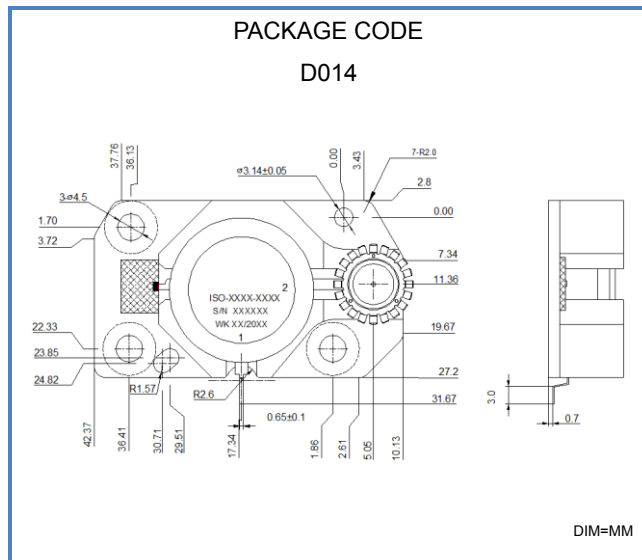 PACKAGE CODE
D014
37.76
36.13
0.00
3.43
7-R2.0
ø3.14±0.05
3-ø4.5
2.8
1.70
0.00
3.72
7.34
11.36
2
ISO-XXXX-XXXX
S/N XXXXXX
WK XX/20XX
1
22.33
19.67
23.85
24.82
27.2
R1.57
R2.6
31.67
3.0
0.65±0.1
0.7
42.37
36.41
30.71
29.51
17.34
1.86
2.61
5.05
10.13
DIM=MM